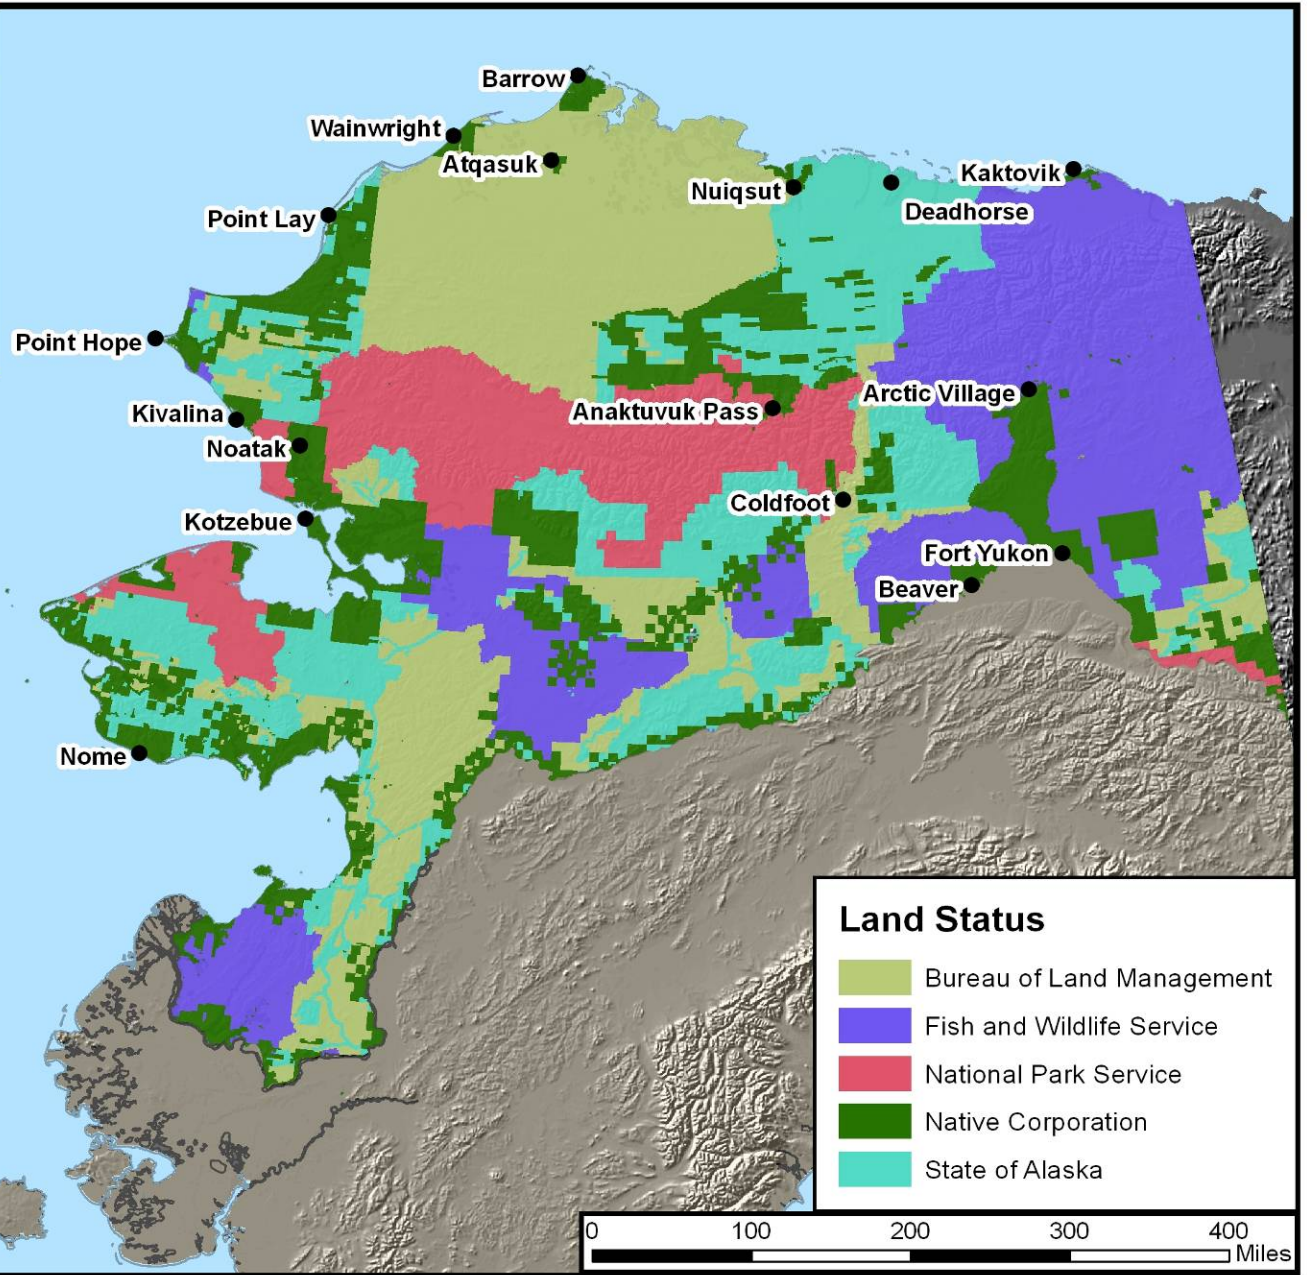 Barrow
Wainwright
Atqasuk
Kaktovik
Nuiqsut
Deadhorse
Point Lay
Point Hope
Arctic Village
Kivalina
Anaktuvuk Pass
Noatak
Coldfoot
Kotzebue
Fort Yukon
Beaver
Nome
Land Status
Bureau of Land Management
Fish and Wildlife Service
National Park Service
Native Corporation
State of Alaska
0 100 200 300 400
Miles